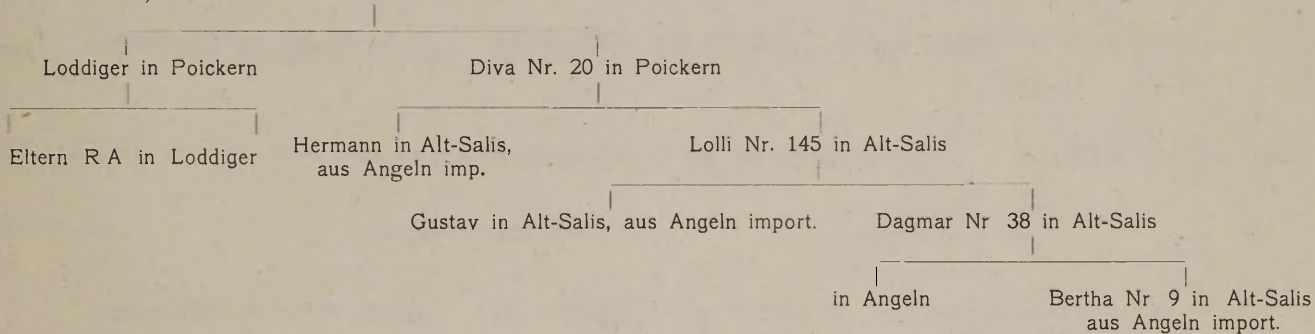 Loddiger in Poickern Diva Nr. 20 in Poickern
Eltern R A in Loddiger Hermann in Alt-Salis, Lolli Nr. 145 in Alt-Salis
aus Angeln imp.
Gustav in Alt-Salis, aus Angeln import. Dagmar Nr 38 in Alt-Salis
in Angeln Bertha Nr 9 in Alt-Salis
aus Angeln import.